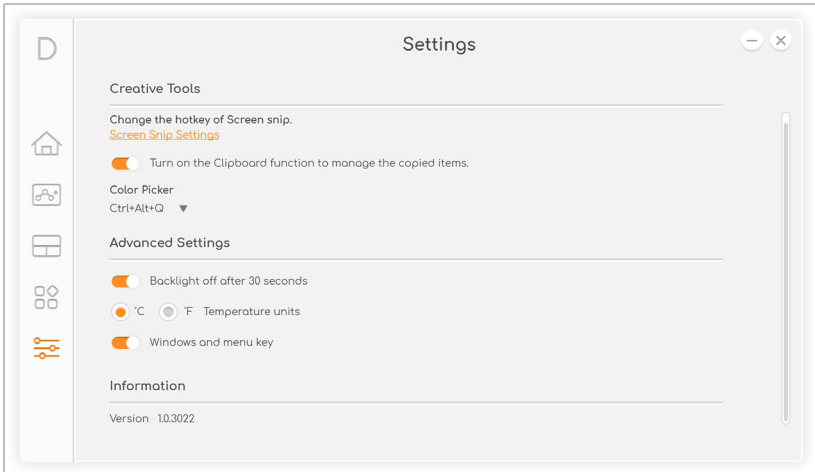 D
Settings
Creative Tools
Change the hotkey of Screen snip.
Screen Snip Settings
Turn on the Clipboard function to manage the copied items.
Color Picker
Ctrl+Alt+Q
Advanced Settings
Backlight off after 30 seconds
°C °F Temperature units
Windows and menu key
Information
Version 1.0.3022